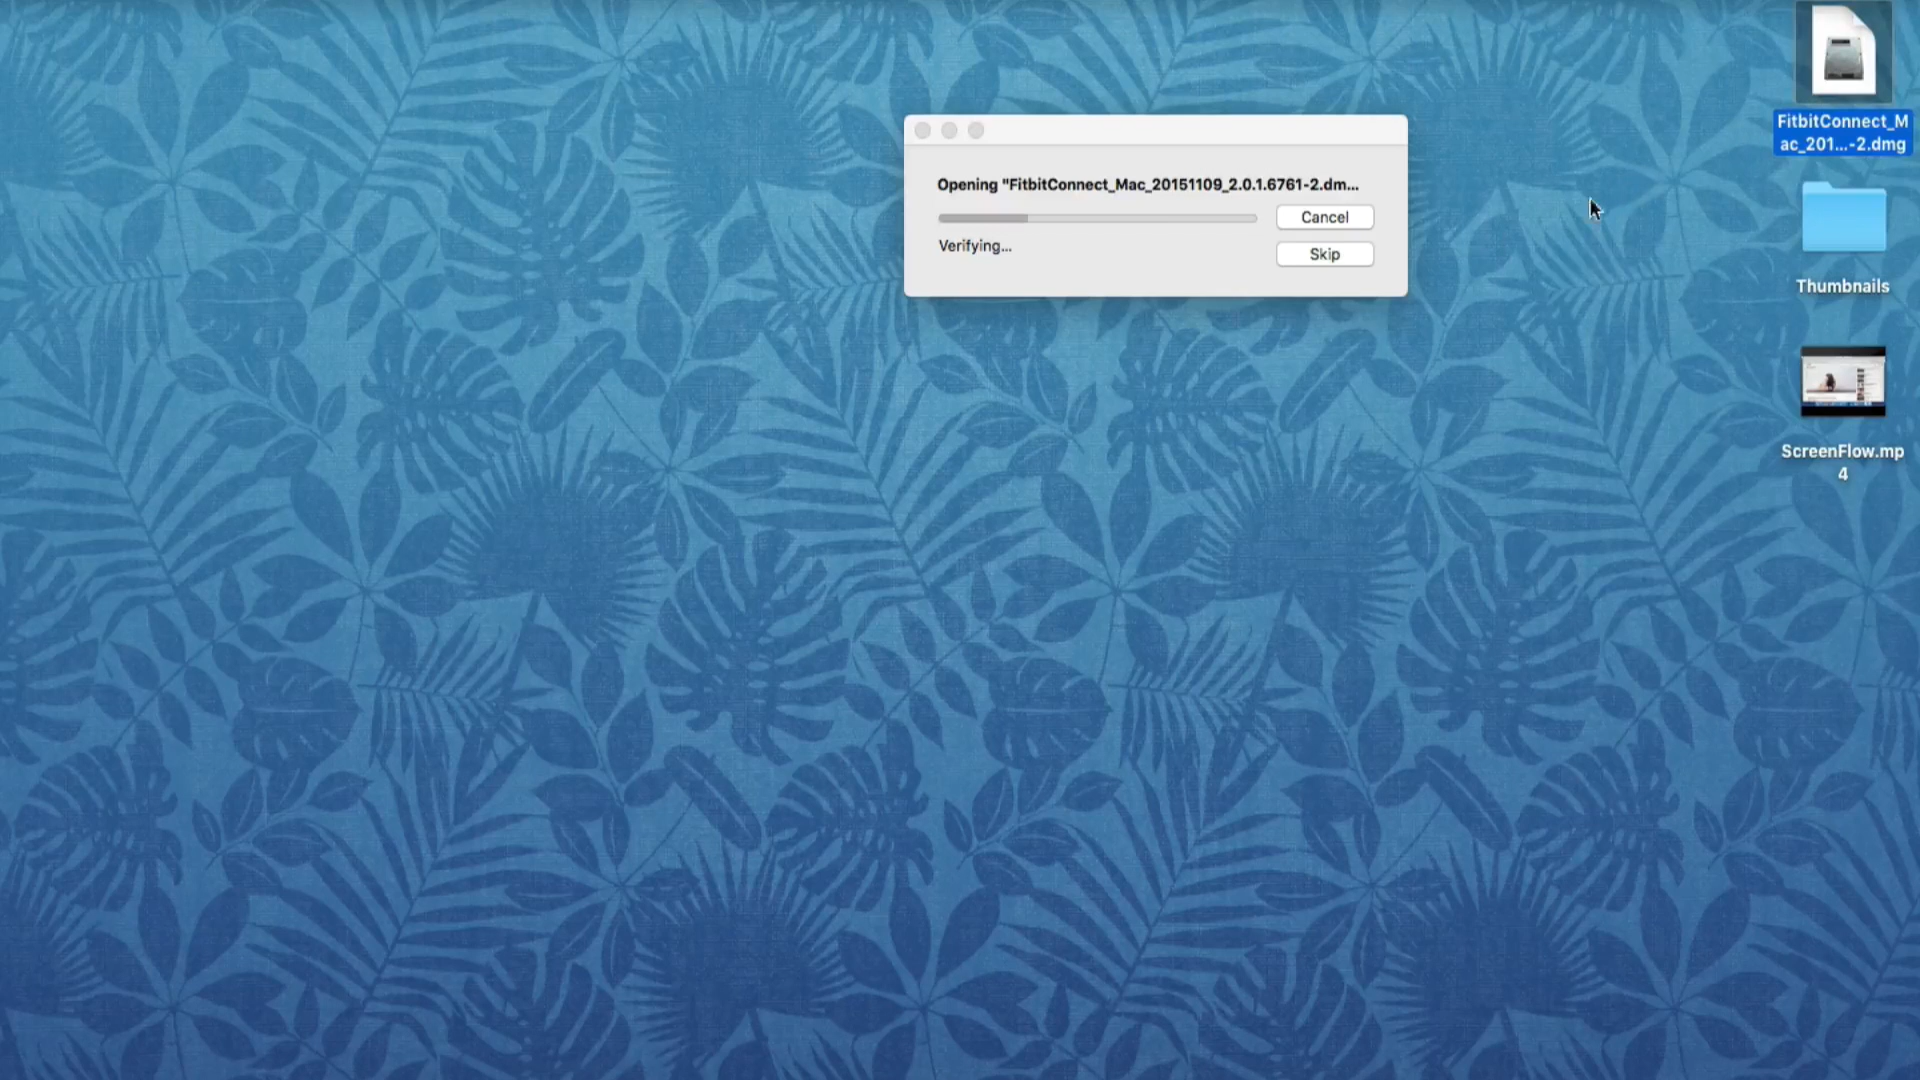 FitbitConnect_M
ac_201...-2.dmg
Opening "FitbitConnect_Mac_20151109_2.0.1.6761-2.dm...
Cancel
Verifying...
Skip
Thumbnails
ScreenFlow.mp
4